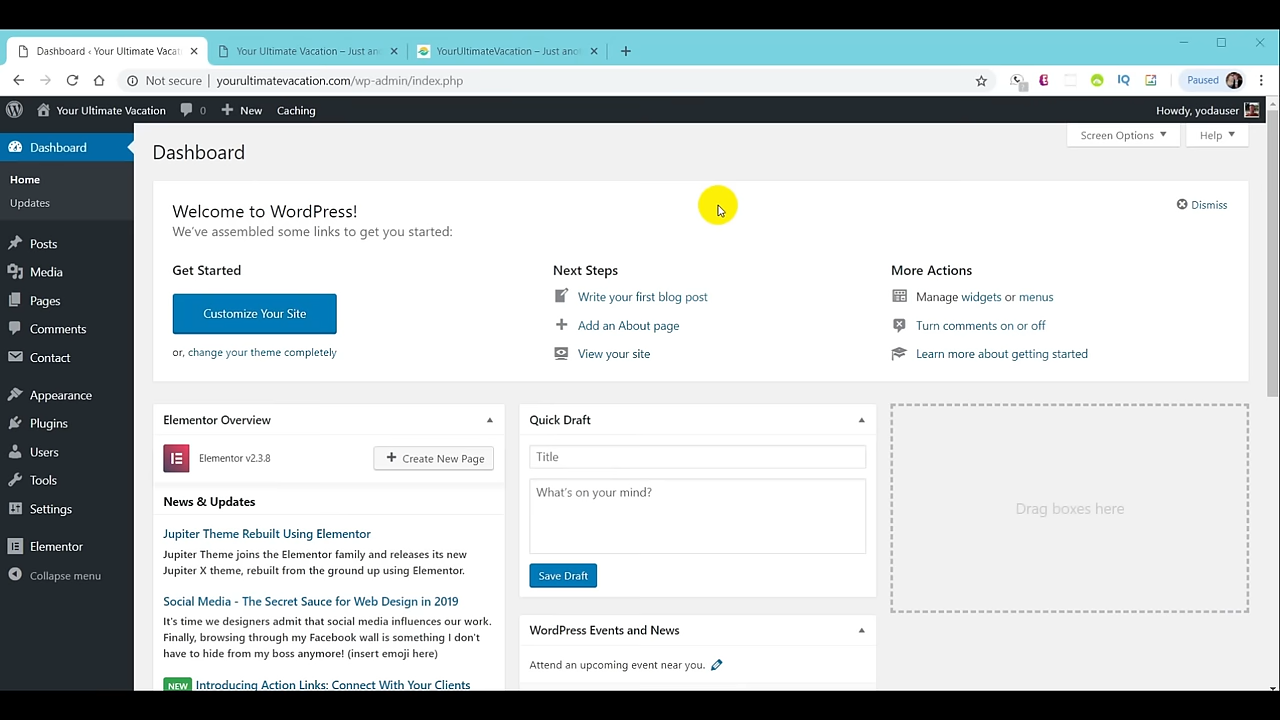 Dashboard ‹ Your Ultimate Vacat
Your Ultimate Vacation – Just an
YourUltimateVacation – Just anot
Not secure | yourultimatevacation.com/wp-admin/index.php
IQ
Paused
Your Ultimate Vacation
0
New
Caching
Howdy, yodauser
Dashboard
Home
Updates
Posts
Media
Pages
Comments
Contact
Appearance
Plugins
Users
Tools
Settings
Elementor
Collapse menu
Screen Options
Help
Dashboard
Welcome to WordPress!
We've assembled some links to get you started:
Dismiss
Get Started
Customize Your Site
or, change your theme completely
Next Steps
Write your first blog post
Add an About page
View your site
More Actions
Manage widgets or menus
Turn comments on or off
Learn more about getting started
Elementor Overview
Elementor v2.3.8
Create New Page
News & Updates
Jupiter Theme Rebuilt Using Elementor
Jupiter Theme joins the Elementor family and releases its new
Jupiter X theme, rebuilt from the ground up using Elementor.
Social Media - The Secret Sauce for Web Design in 2019
It's time we designers admit that social media influences our work.
Finally, browsing through my Facebook wall is something I don't
have to hide from my boss anymore! (insert emoji here)
NEW Introducing Action Links: Connect With Your Clients
Quick Draft
Title
What's on your mind?
Save Draft
WordPress Events and News
Attend an upcoming event near you.
Drag boxes here